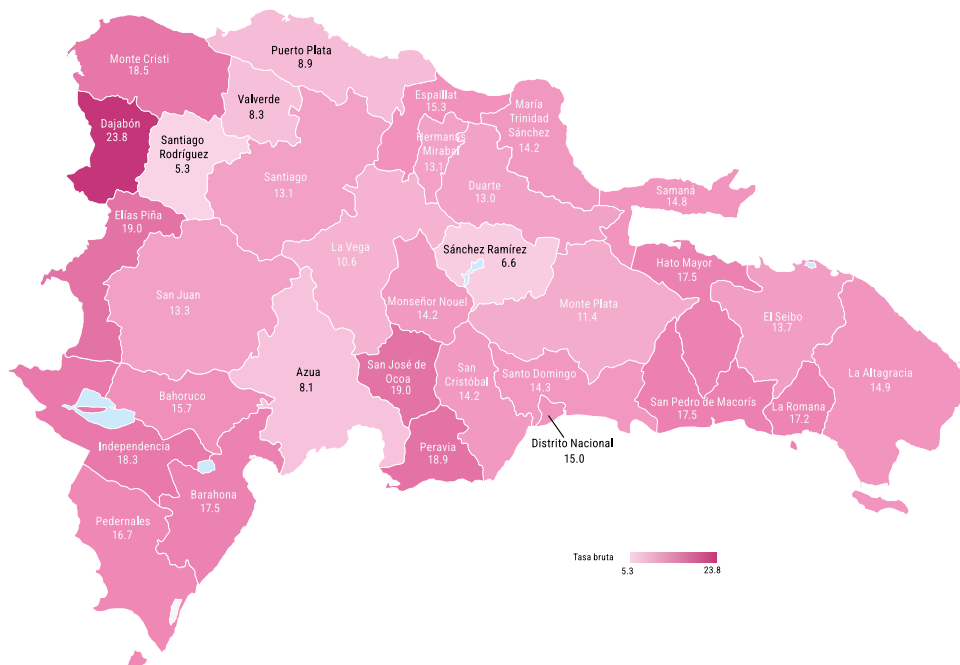 Puerto Plata
8.9
Monte Cristi
18.5
Valverde
8.3
Espaillat
15.3
María
Trinidad
Sánchez
14.2
Dajabón
23.8
Santiago
Rodríguez
5.3
Hermanas
Mirabal
13.1
Santiago
13.1
Duarte
13.0
Samaná
14.8
Elías Piña
19.0
La Vega
10.6
Sánchez Ramírez
6.6
Hato Mayor
17.5
San Juan
13.3
Monseñor Nouel
14.2
Monte Plata
11.4
El Seibo
13.7
Azua
8.1
San José de
Ocoa
19.0
San
Cristóbal
14.2
Santo Domingo
14.3
La Altagracia
14.9
Bahoruco
15.7
San Pedro de Macorís
17.5
La Romana
17.2
Independencia
18.3
Peravia
18.9
Distrito Nacional
15.0
Barahona
17.5
Pedernales
16.7
Tasa bruta
5.3
23.8